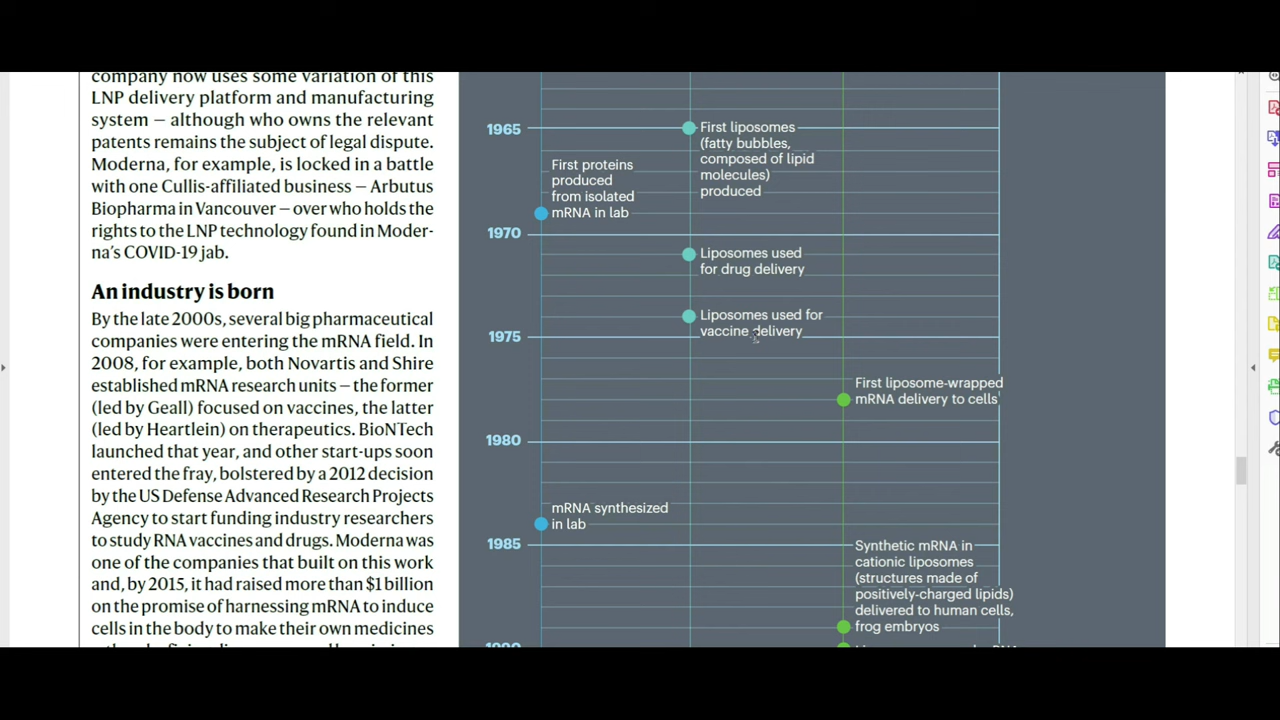 company now uses some variation of this
LNP delivery platform and manufacturing
system — although who owns the relevant
patents remains the subject of legal dispute.
Moderna, for example, is locked in a battle
with one Cullis-affiliated business — Arbutus
Biopharma in Vancouver — over who holds the
rights to the LNP technology found in Moder-
na’s COVID-19 jab.
An industry is born
By the late 2000s, several big pharmaceutical
companies were entering the mRNA field. In
2008, for example, both Novartis and Shire
established mRNA research units — the former
(led by Geall) focused on vaccines, the latter
(led by Heartlein) on therapeutics. BioNTech
launched that year, and other start-ups soon
entered the fray, bolstered by a 2012 decision
by the US Defense Advanced Research Projects
Agency to start funding industry researchers
to study RNA vaccines and drugs. Moderna was
one of the companies that built on this work
and, by 2015, it had raised more than $1 billion
on the promise of harnessing mRNA to induce
cells in the body to make their own medicines
1965
First liposomes
(fatty bubbles,
composed of lipid
molecules)
produced
First proteins
produced
from isolated
mRNA in lab
1970
Liposomes used
for drug delivery
Liposomes used for
vaccine delivery
1975
First liposome-wrapped
mRNA delivery to cells
1980
mRNA synthesized
in lab
1985
Synthetic mRNA in
cationic liposomes
(structures made of
positively-charged lipids)
delivered to human cells,
frog embryos